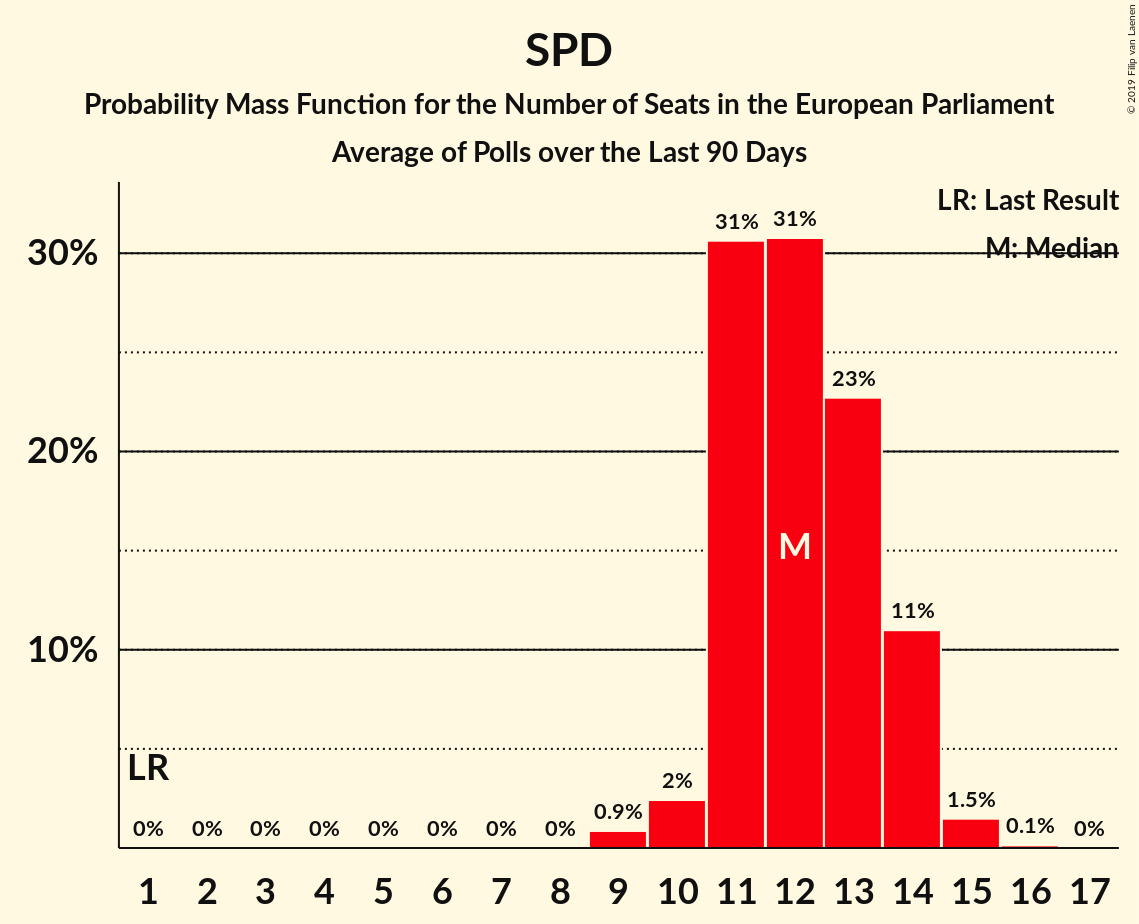 SPD
Probability Mass Function for the Number of Seats in the European Parliament
Average of Polls over the Last 90 Days
© 2019 Filip van Laenen
LR: Last Result
M: Median
31% 31%
30%
23%
20%
M
11%
10%
LR
2%
0.9% 1.5%
0% 0% 0% 0% 0% 0% 0% 0% 0.1% 0%
1 2 3 4 5 6 7 8 9 10 11 12 13 14 15 16 17